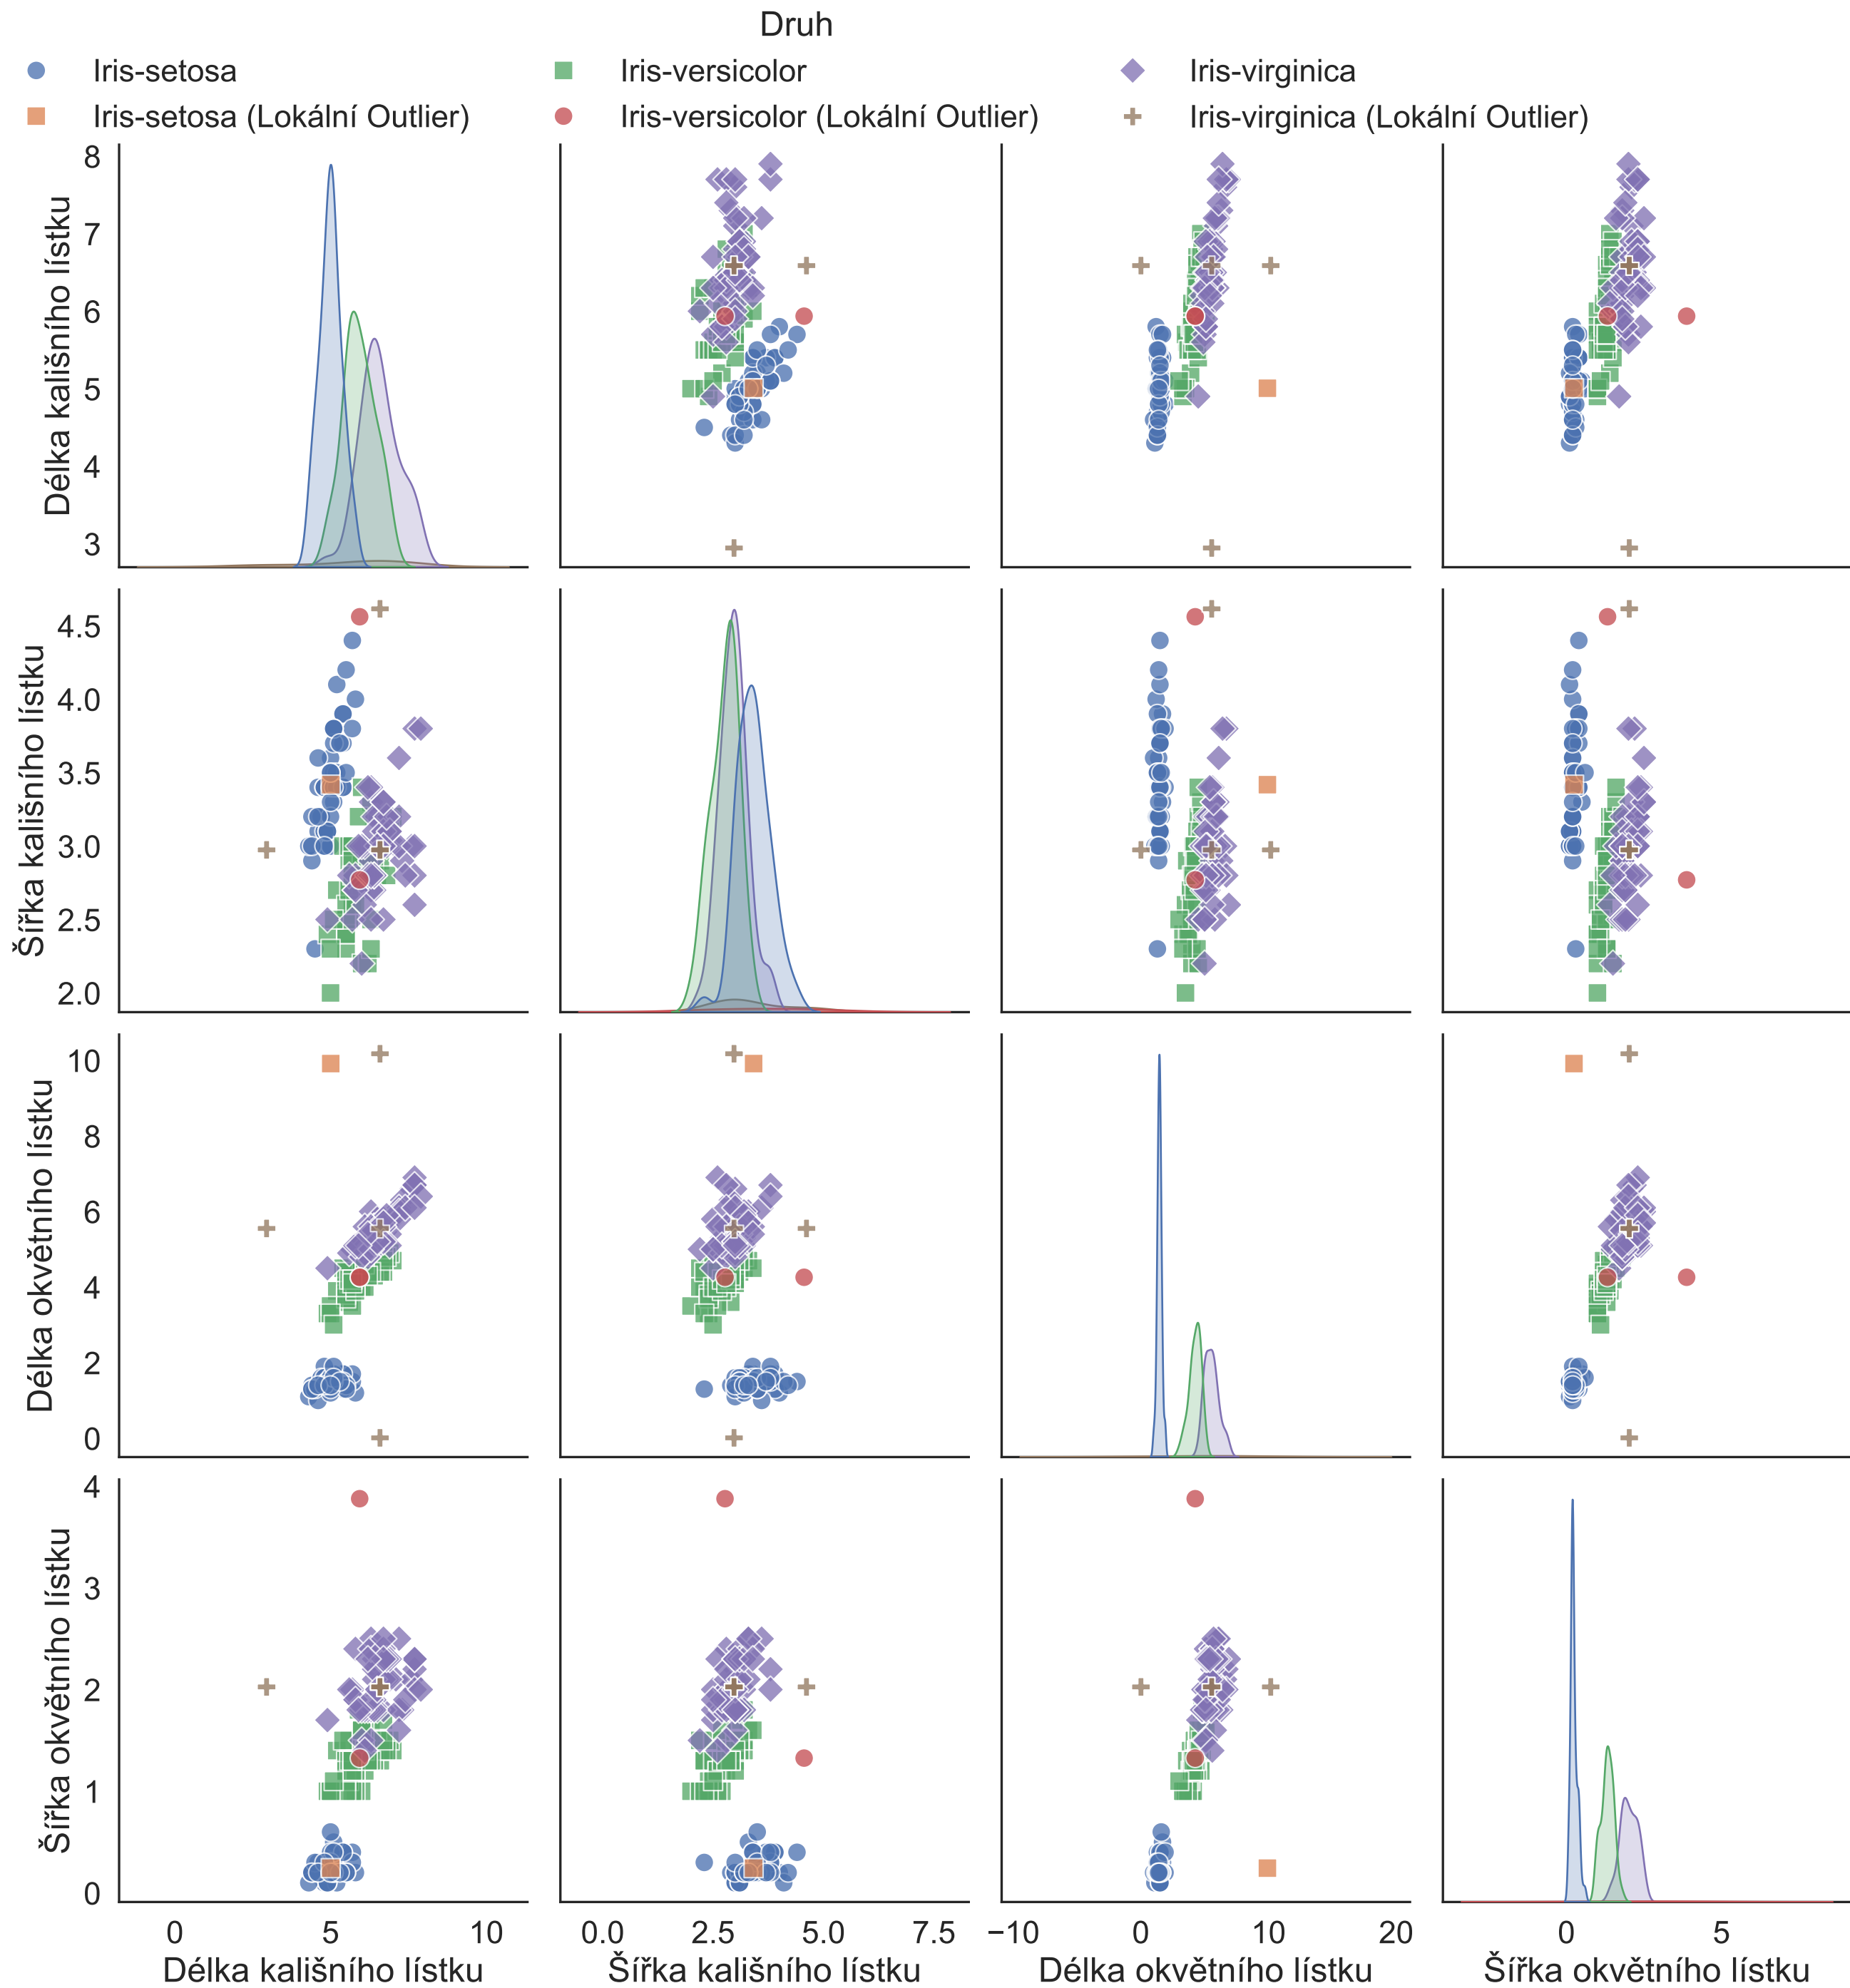 Druh
Iris-setosa
Iris-versicolor
Iris-virginica
Iris-setosa (Lokální Outlier)
Iris-versicolor (Lokální Outlier)
Iris-virginica (Lokální Outlier)
Délka kališního lístku
8
7
6
5
4
3
Šířka kališního lístku
4.5
4.0
3.5
3.0
2.5
2.0
Délka okvětního lístku
10
8
6
4
2
0
Šířka okvětního lístku
4
3
2
1
0
0 5 10
0.0 2.5 5.0 7.5
−10 0 10 20
0 5
Délka kališního lístku
Šířka kališního lístku
Délka okvětního lístku
Šířka okvětního lístku